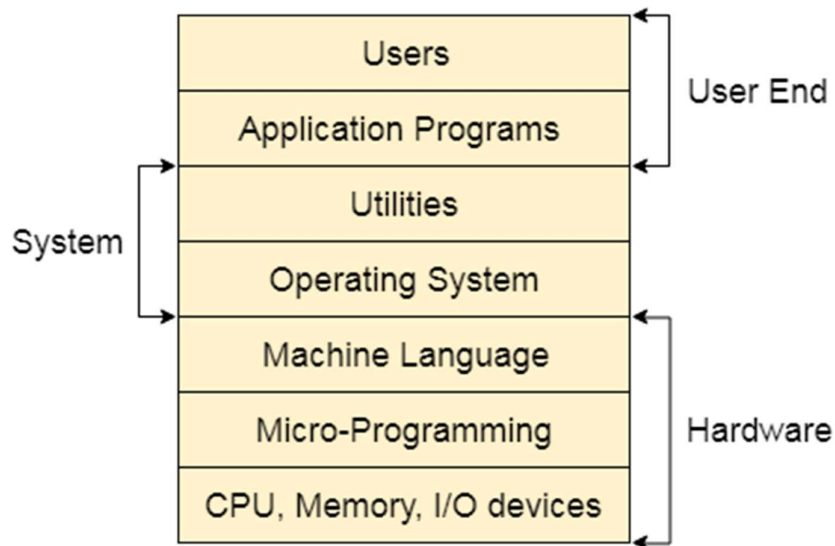 Users
User End
Application Programs
Utilities
System
Operating System
Machine Language
Micro-Programming
Hardware
CPU, Memory, I/O devices